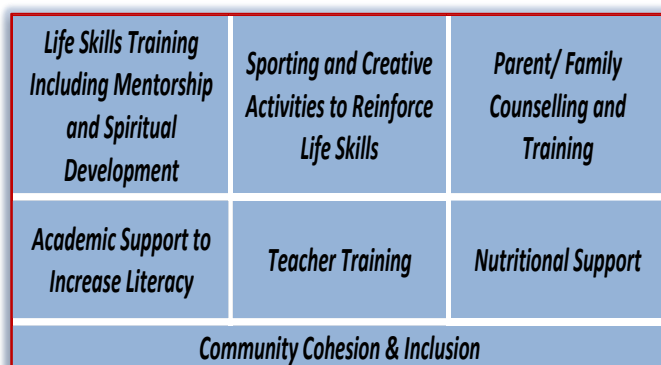 Life Skills Training
Including Mentorship
and Spiritual
Development
Sporting and Creative
Activities to Reinforce
Life Skills
Parent/ Family
Counselling and
Training
Academic Support to
Increase Literacy
Teacher Training
Nutritional Support
Community Cohesion & Inclusion